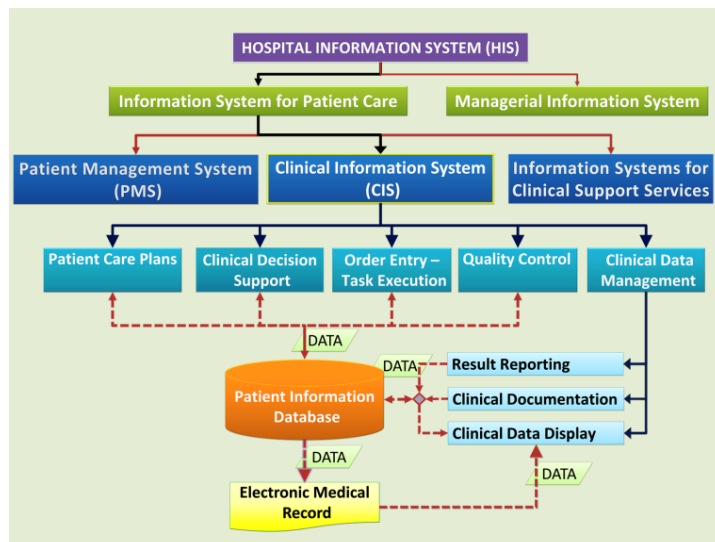 HOSPITAL INFORMATION SYSTEM (HIS)
Information System for Patient Care
Managerial Information System
Patient Management System
(PMS)
Clinical Information System
(CIS)
Information Systems for
Clinical Support Services
Patient Care Plans
Clinical Decision
Support
Order Entry –
Task Execution
Quality Control
Clinical Data
Management
DATA
DATA
Result Reporting
Patient Information
Database
Clinical Documentation
Clinical Data Display
DATA
DATA
Electronic Medical
Record